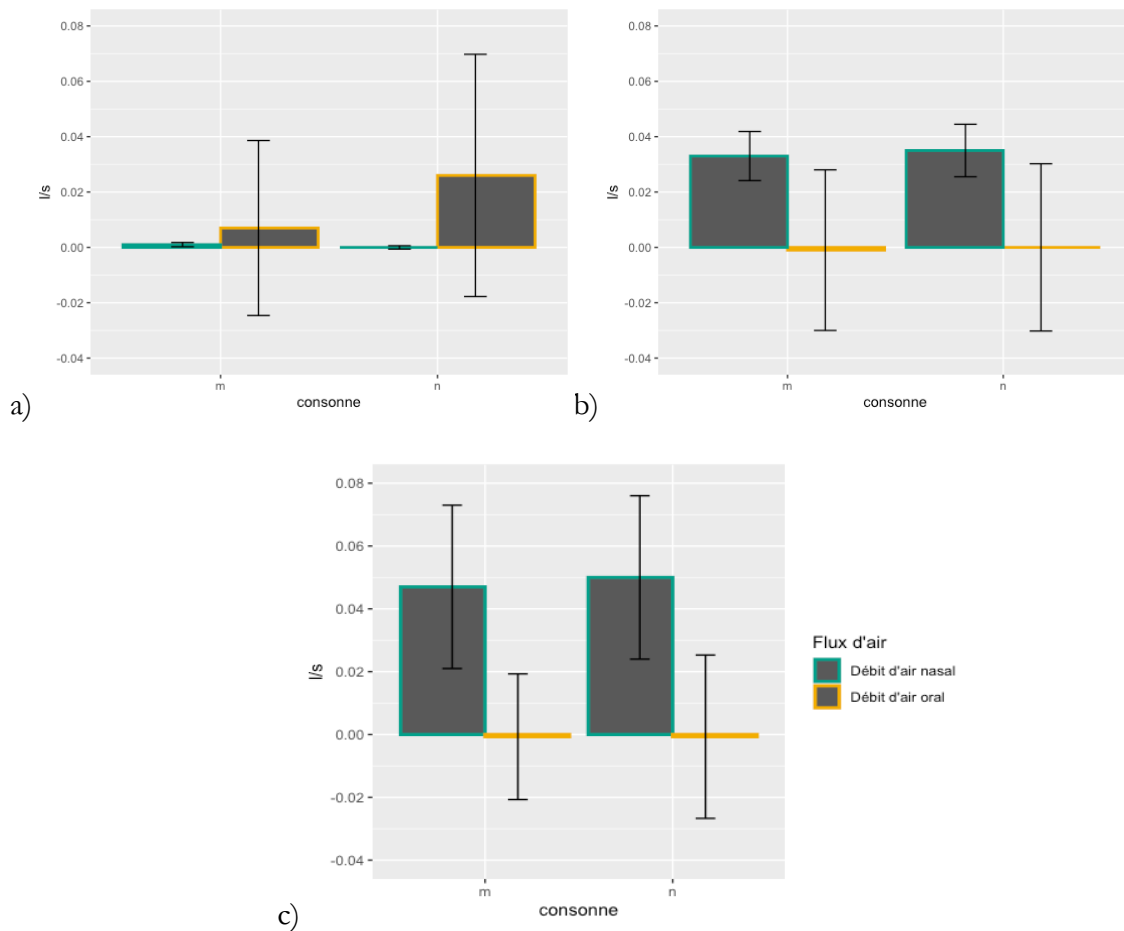 0.08
0.06
0.04
0.02
0.00
-0.02
-0.04
l/s
m n
consonne
a)
0.08
0.06
0.04
0.02
0.00
-0.02
-0.04
l/s
m n
consonne
b)
0.08
0.06
0.04
0.02
0.00
-0.02
-0.04
l/s
m n
consonne
c)
Flux d'air
Débit d'air nasal
Débit d'air oral